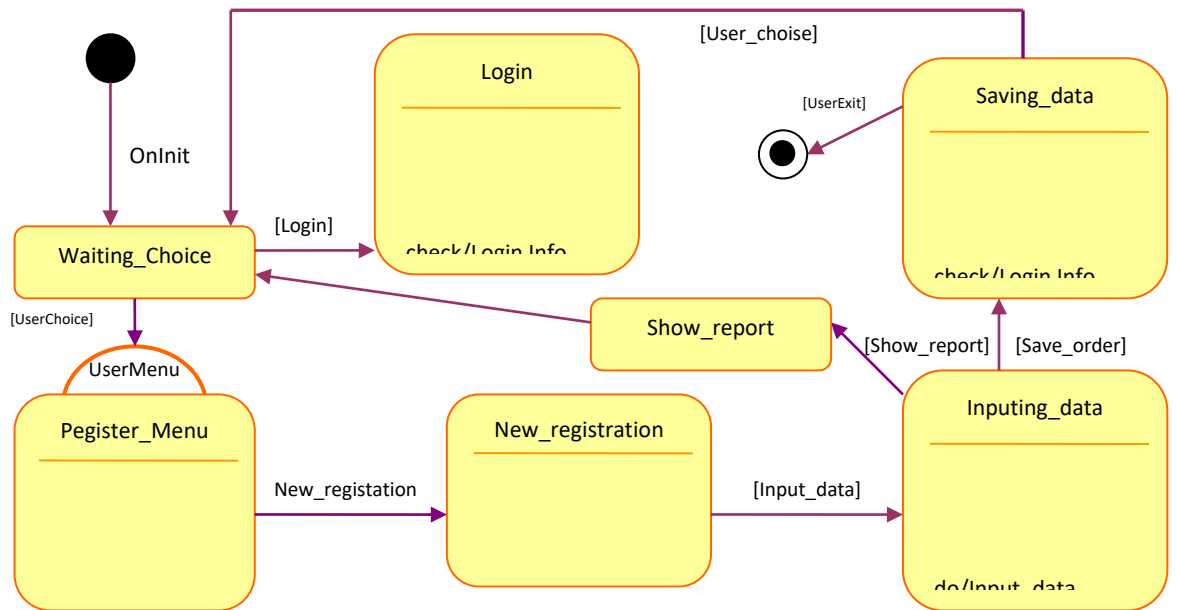 [User_choise]
Login
Saving_data
[UserExit]
OnInit
[Login]
Waiting_Choice
check/Login Info
check/Login Info
[UserChoice]
Show_report
[Show_report]
[Save_order]
UserMenu
Pegister_Menu
New_registration
Inputing_data
New_registation
[Input_data]
do/Input_data